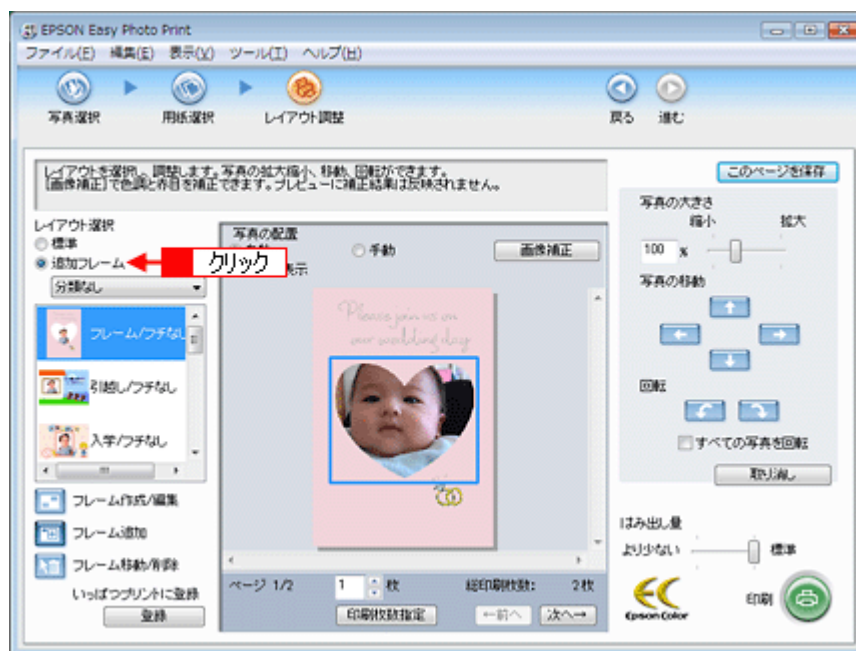 EPSON Easy Photo Print
ファイル(F) 編集(E) 表示(V) ツール(T) ヘルプ(H)
写真選択 用紙選択 レイアウト調整 戻る 進む
レイアウトを選択、調整します。写真の拡大縮小、移動、回転ができます。
[画像補正]で色調と赤目を補正できます。プレビューに補正結果は反映されません。
このページを保存
レイアウト選択
標準
追加フレーム
クリック
分類なし
フレーム/フチなし
引越し/フチなし
入学/フチなし
フレーム作成/編集
フレーム追加
フレーム移動/削除
いっぱつプリントに登録
登録
写真の配置
手動
画像補正
表示
Please join us on
our wedding day
ページ 1/2 1 枚 総印刷枚数: 2枚
印刷枚数指定 ←前へ 次へ→
写真の大きさ
縮小 拡大
100 %
写真の移動
回転
すべての写真を回転
取り消し
はみ出し量
より少ない 標準
Epson Color
印刷